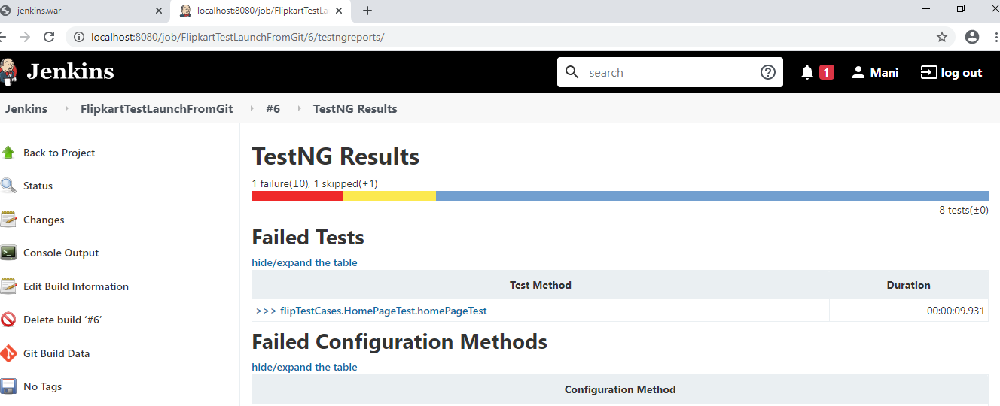 jenkins.war
localhost:8080/job/FlipkartTestLa
localhost:8080/job/FlipkartTestLaunchFromGit/6/testngreports/
Jenkins
search
1
Mani
log out
Jenkins
FlipkartTestLaunchFromGit
#6
TestNG Results
Back to Project
Status
Changes
Console Output
Edit Build Information
Delete build ‘#6’
Git Build Data
No Tags
TestNG Results
1 failure(±0), 1 skipped(+1)
8 tests(±0)
Failed Tests
hide/expand the table
Test Method Duration
>>> flipTestCases.HomePageTest.homePageTest 00:00:09.931
Failed Configuration Methods
hide/expand the table
Configuration Method